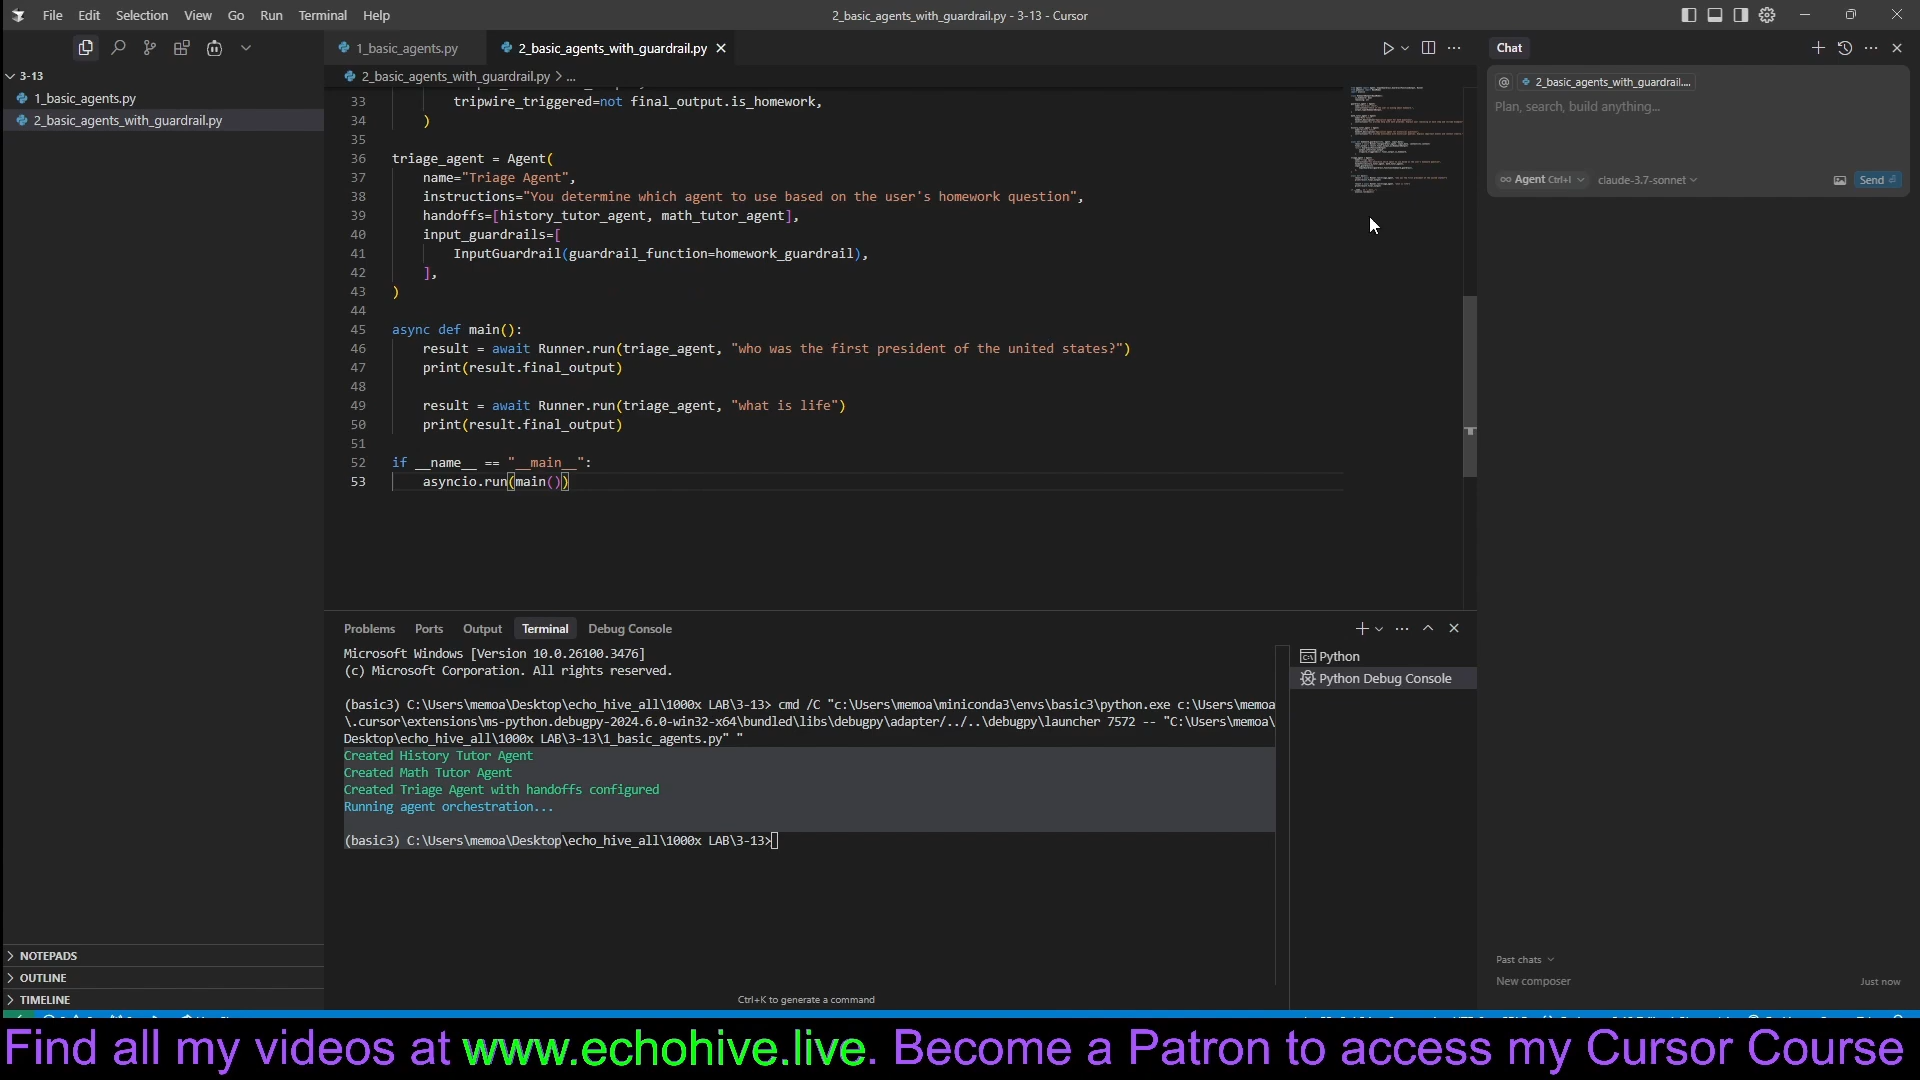 File Edit Selection View Go Run Terminal Help
2_basic_agents_with_guardrail.py - 3-13 - Cursor
1_basic_agents.py
2_basic_agents_with_guardrail.py
Chat
3-13
1_basic_agents.py
2_basic_agents_with_guardrail.py
2_basic_agents_with_guardrail.py > ...
33 tripwire_triggered=not final_output.is_homework,
34 )
35
36 triage_agent = Agent(
37 name="Triage Agent",
38 instructions="You determine which agent to use based on the user's homework question",
39 handoffs=[history_tutor_agent, math_tutor_agent],
40 input_guardrails=[
41 InputGuardrail(guardrail_function=homework_guardrail),
42 ],
43 )
44
45 async def main():
46 result = await Runner.run(triage_agent, "who was the first president of the united states?")
47 print(result.final_output)
48
49 result = await Runner.run(triage_agent, "what is life")
50 print(result.final_output)
51
52 if __name__ == "__main__":
53 asyncio.run(main())
@ 2_basic_agents_with_guardrail....
Plan, search, build anything...
∞ Agent Ctrl+I claude-3.7-sonnet Send
Problems Ports Output Terminal Debug Console
Microsoft Windows [Version 10.0.26100.3476]
(c) Microsoft Corporation. All rights reserved.
(basic3) C:\Users\memoa\Desktop\echo_hive_all\1000x LAB\3-13> cmd /C "c:\Users\memoa\miniconda3\envs\basic3\python.exe c:\Users\memoa
\.cursor\extensions\ms-python.debugpy-2024.6.0-win32-x64\bundled\libs\debugpy\adapter/../..\debugpy\launcher 7572 -- "C:\Users\memoa\
Desktop\echo_hive_all\1000x LAB\3-13\1_basic_agents.py" "
Created History Tutor Agent
Created Math Tutor Agent
Created Triage Agent with handoffs configured
Running agent orchestration...
(basic3) C:\Users\memoa\Desktop\echo_hive_all\1000x LAB\3-13>
Python
Python Debug Console
Ctrl+K to generate a command
NOTEPADS
OUTLINE
TIMELINE
Past chats
New composer Just now
Find all my videos at www.echohive.live. Become a Patron to access my Cursor Course